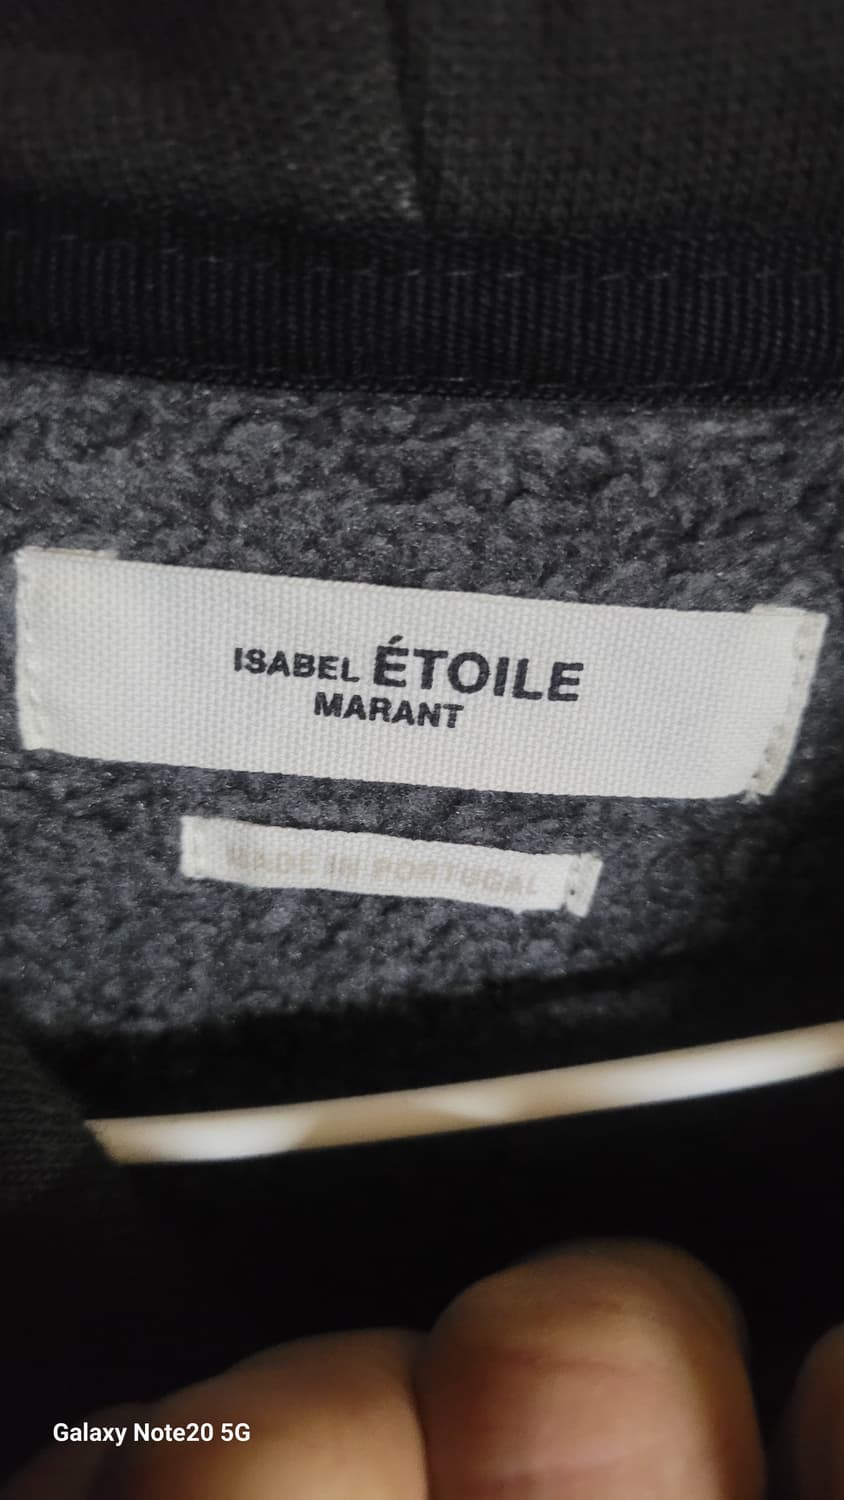 ISABEL ÉTOILE
MARANT
MADE IN PORTUGAL
Galaxy Note20 5G